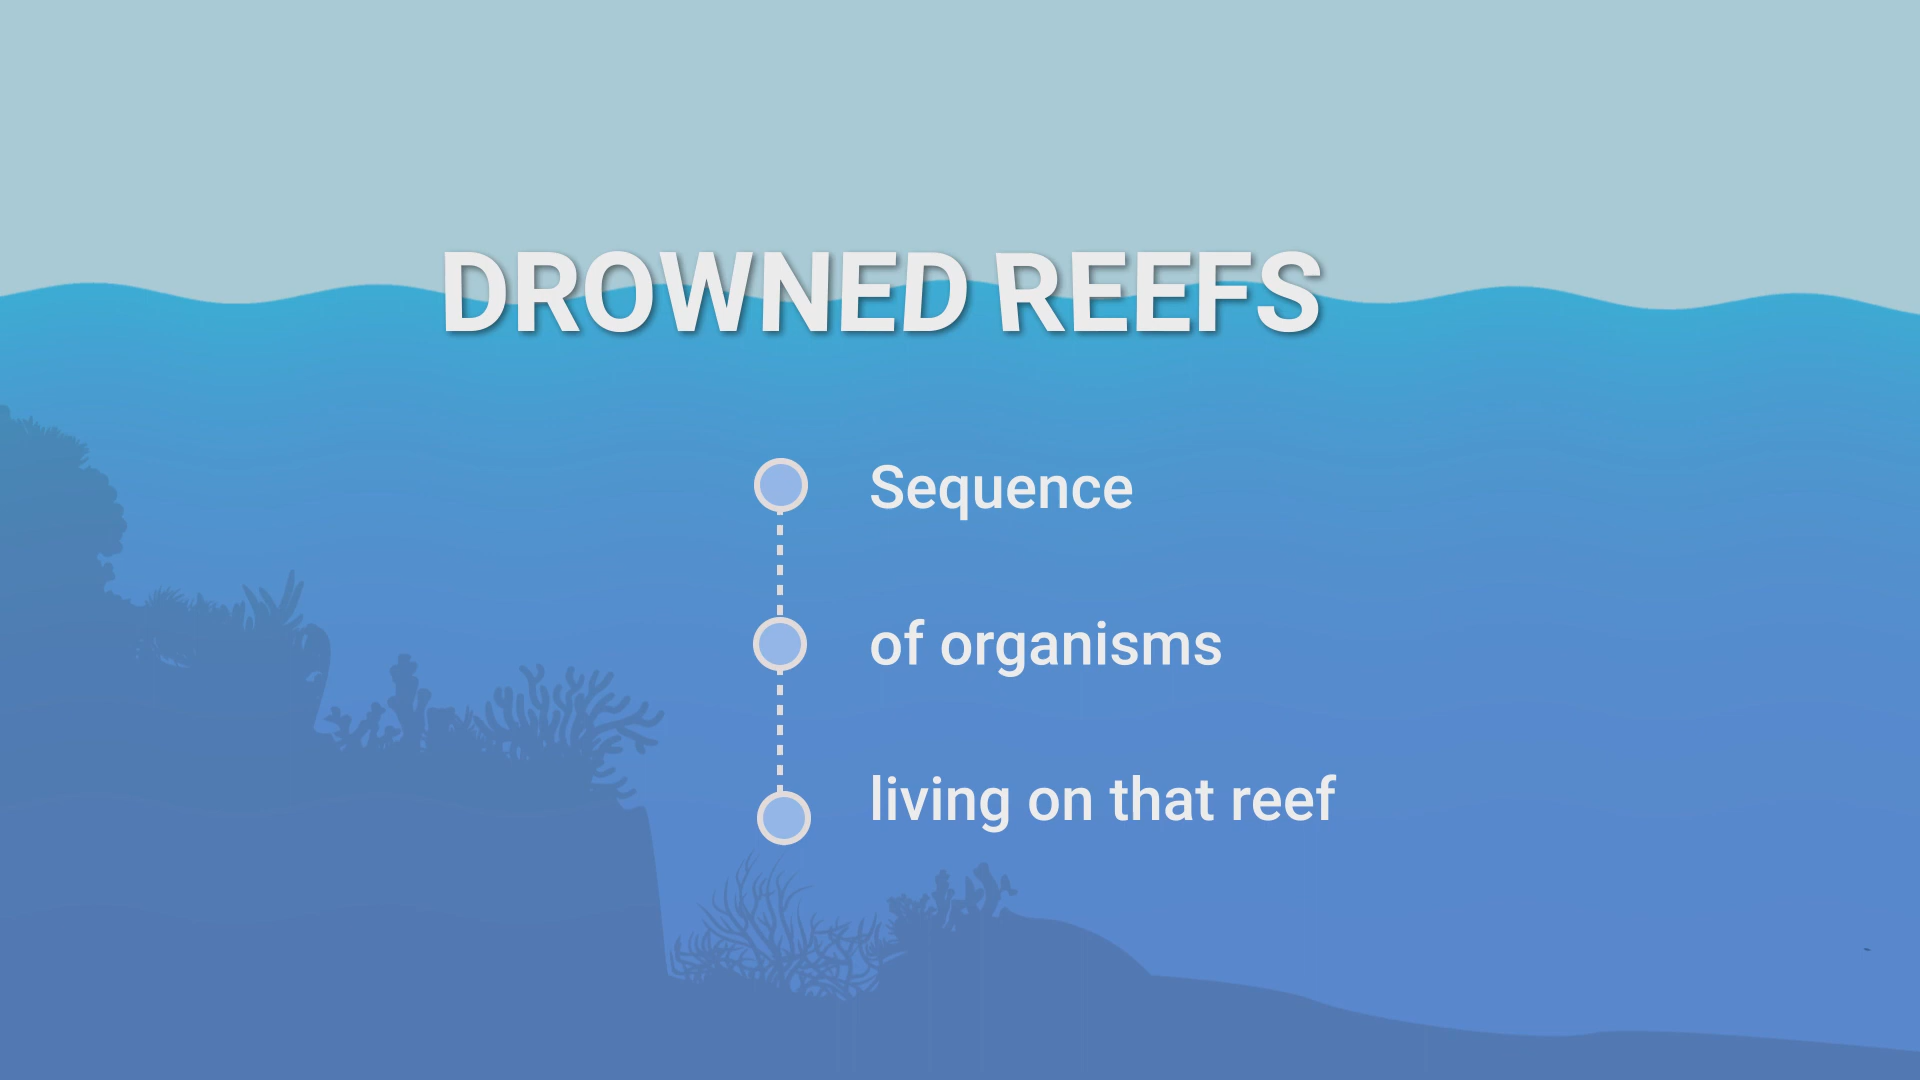 DROWNED REEFS
Sequence
of organisms
living on that reef